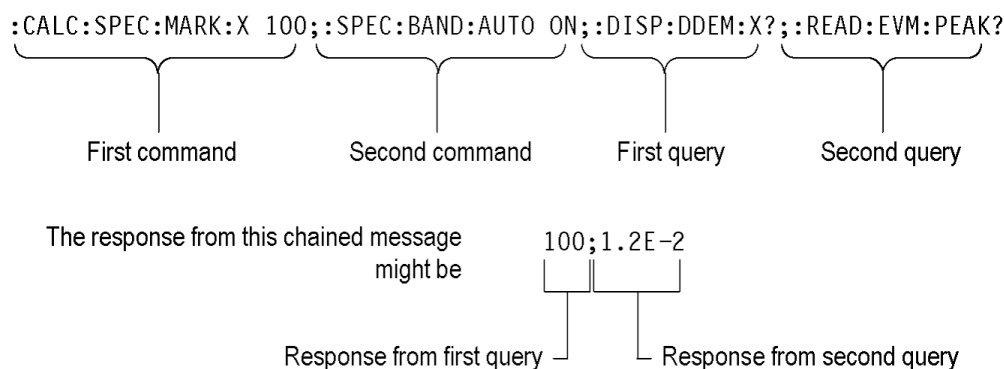 :CALC:SPEC:MARK:X 100;:SPEC:BAND:AUTO ON;:DISP:DDEM:X?;:READ:EVM:PEAK?
First command Second command First query Second query
The response from this chained message 100;1.2E-2
might be
Response from first query Response from second query